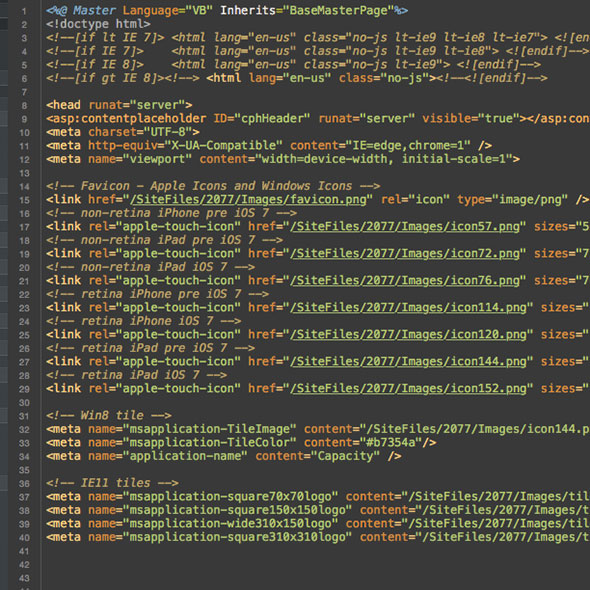 1 <%@ Master Language="VB" Inherits="BaseMasterPage"%>
2 <!doctype html>
3 <!--[if lt IE 7]> <html lang="en-us" class="no-js lt-ie9 lt-ie8 lt-ie7"> <![en
4 <!--[if IE 7]> <html lang="en-us" class="no-js lt-ie9 lt-ie8"> <![endif]--
5 <!--[if IE 8]> <html lang="en-us" class="no-js lt-ie9"> <![endif]-->
6 <!--[if gt IE 8]><!--> <html lang="en-us" class="no-js"><!--<![endif]-->
7
8 <head runat="server">
9 <asp:contentplaceholder ID="cphHeader" runat="server" visible="true"></asp:con
10 <meta charset="UTF-8">
11 <meta http-equiv="X-UA-Compatible" content="IE=edge,chrome=1" />
12 <meta name="viewport" content="width=device-width, initial-scale=1">
13
14 <!-- Favicon - Apple Icons and Windows Icons -->
15 <link href="/SiteFiles/2077/Images/favicon.png" rel="icon" type="image/png" />
16 <!-- non-retina iPhone pre iOS 7 -->
17 <link rel="apple-touch-icon" href="/SiteFiles/2077/Images/icon57.png" sizes="5
18 <!-- non-retina iPad pre iOS 7 -->
19 <link rel="apple-touch-icon" href="/SiteFiles/2077/Images/icon72.png" sizes="7
20 <!-- non-retina iPad iOS 7 -->
21 <link rel="apple-touch-icon" href="/SiteFiles/2077/Images/icon76.png" sizes="7
22 <!-- retina iPhone pre iOS 7 -->
23 <link rel="apple-touch-icon" href="/SiteFiles/2077/Images/icon114.png" sizes="
24 <!-- retina iPhone iOS 7 -->
25 <link rel="apple-touch-icon" href="/SiteFiles/2077/Images/icon120.png" sizes="
26 <!-- retina iPad pre iOS 7 -->
27 <link rel="apple-touch-icon" href="/SiteFiles/2077/Images/icon144.png" sizes="
28 <!-- retina iPad iOS 7 -->
29 <link rel="apple-touch-icon" href="/SiteFiles/2077/Images/icon152.png" sizes="
30
31 <!-- Win8 tile -->
32 <meta name="msapplication-TileImage" content="/SiteFiles/2077/Images/icon144.p
33 <meta name="msapplication-TileColor" content="#b7354a"/>
34 <meta name="application-name" content="Capacity" />
35
36 <!-- IE11 tiles -->
37 <meta name="msapplication-square70x70logo" content="/SiteFiles/2077/Images/til
38 <meta name="msapplication-square150x150logo" content="/SiteFiles/2077/Images/t
39 <meta name="msapplication-wide310x150logo" content="/SiteFiles/2077/Images/til
40 <meta name="msapplication-square310x310logo" content="/SiteFiles/2077/Images/t
41
42
43